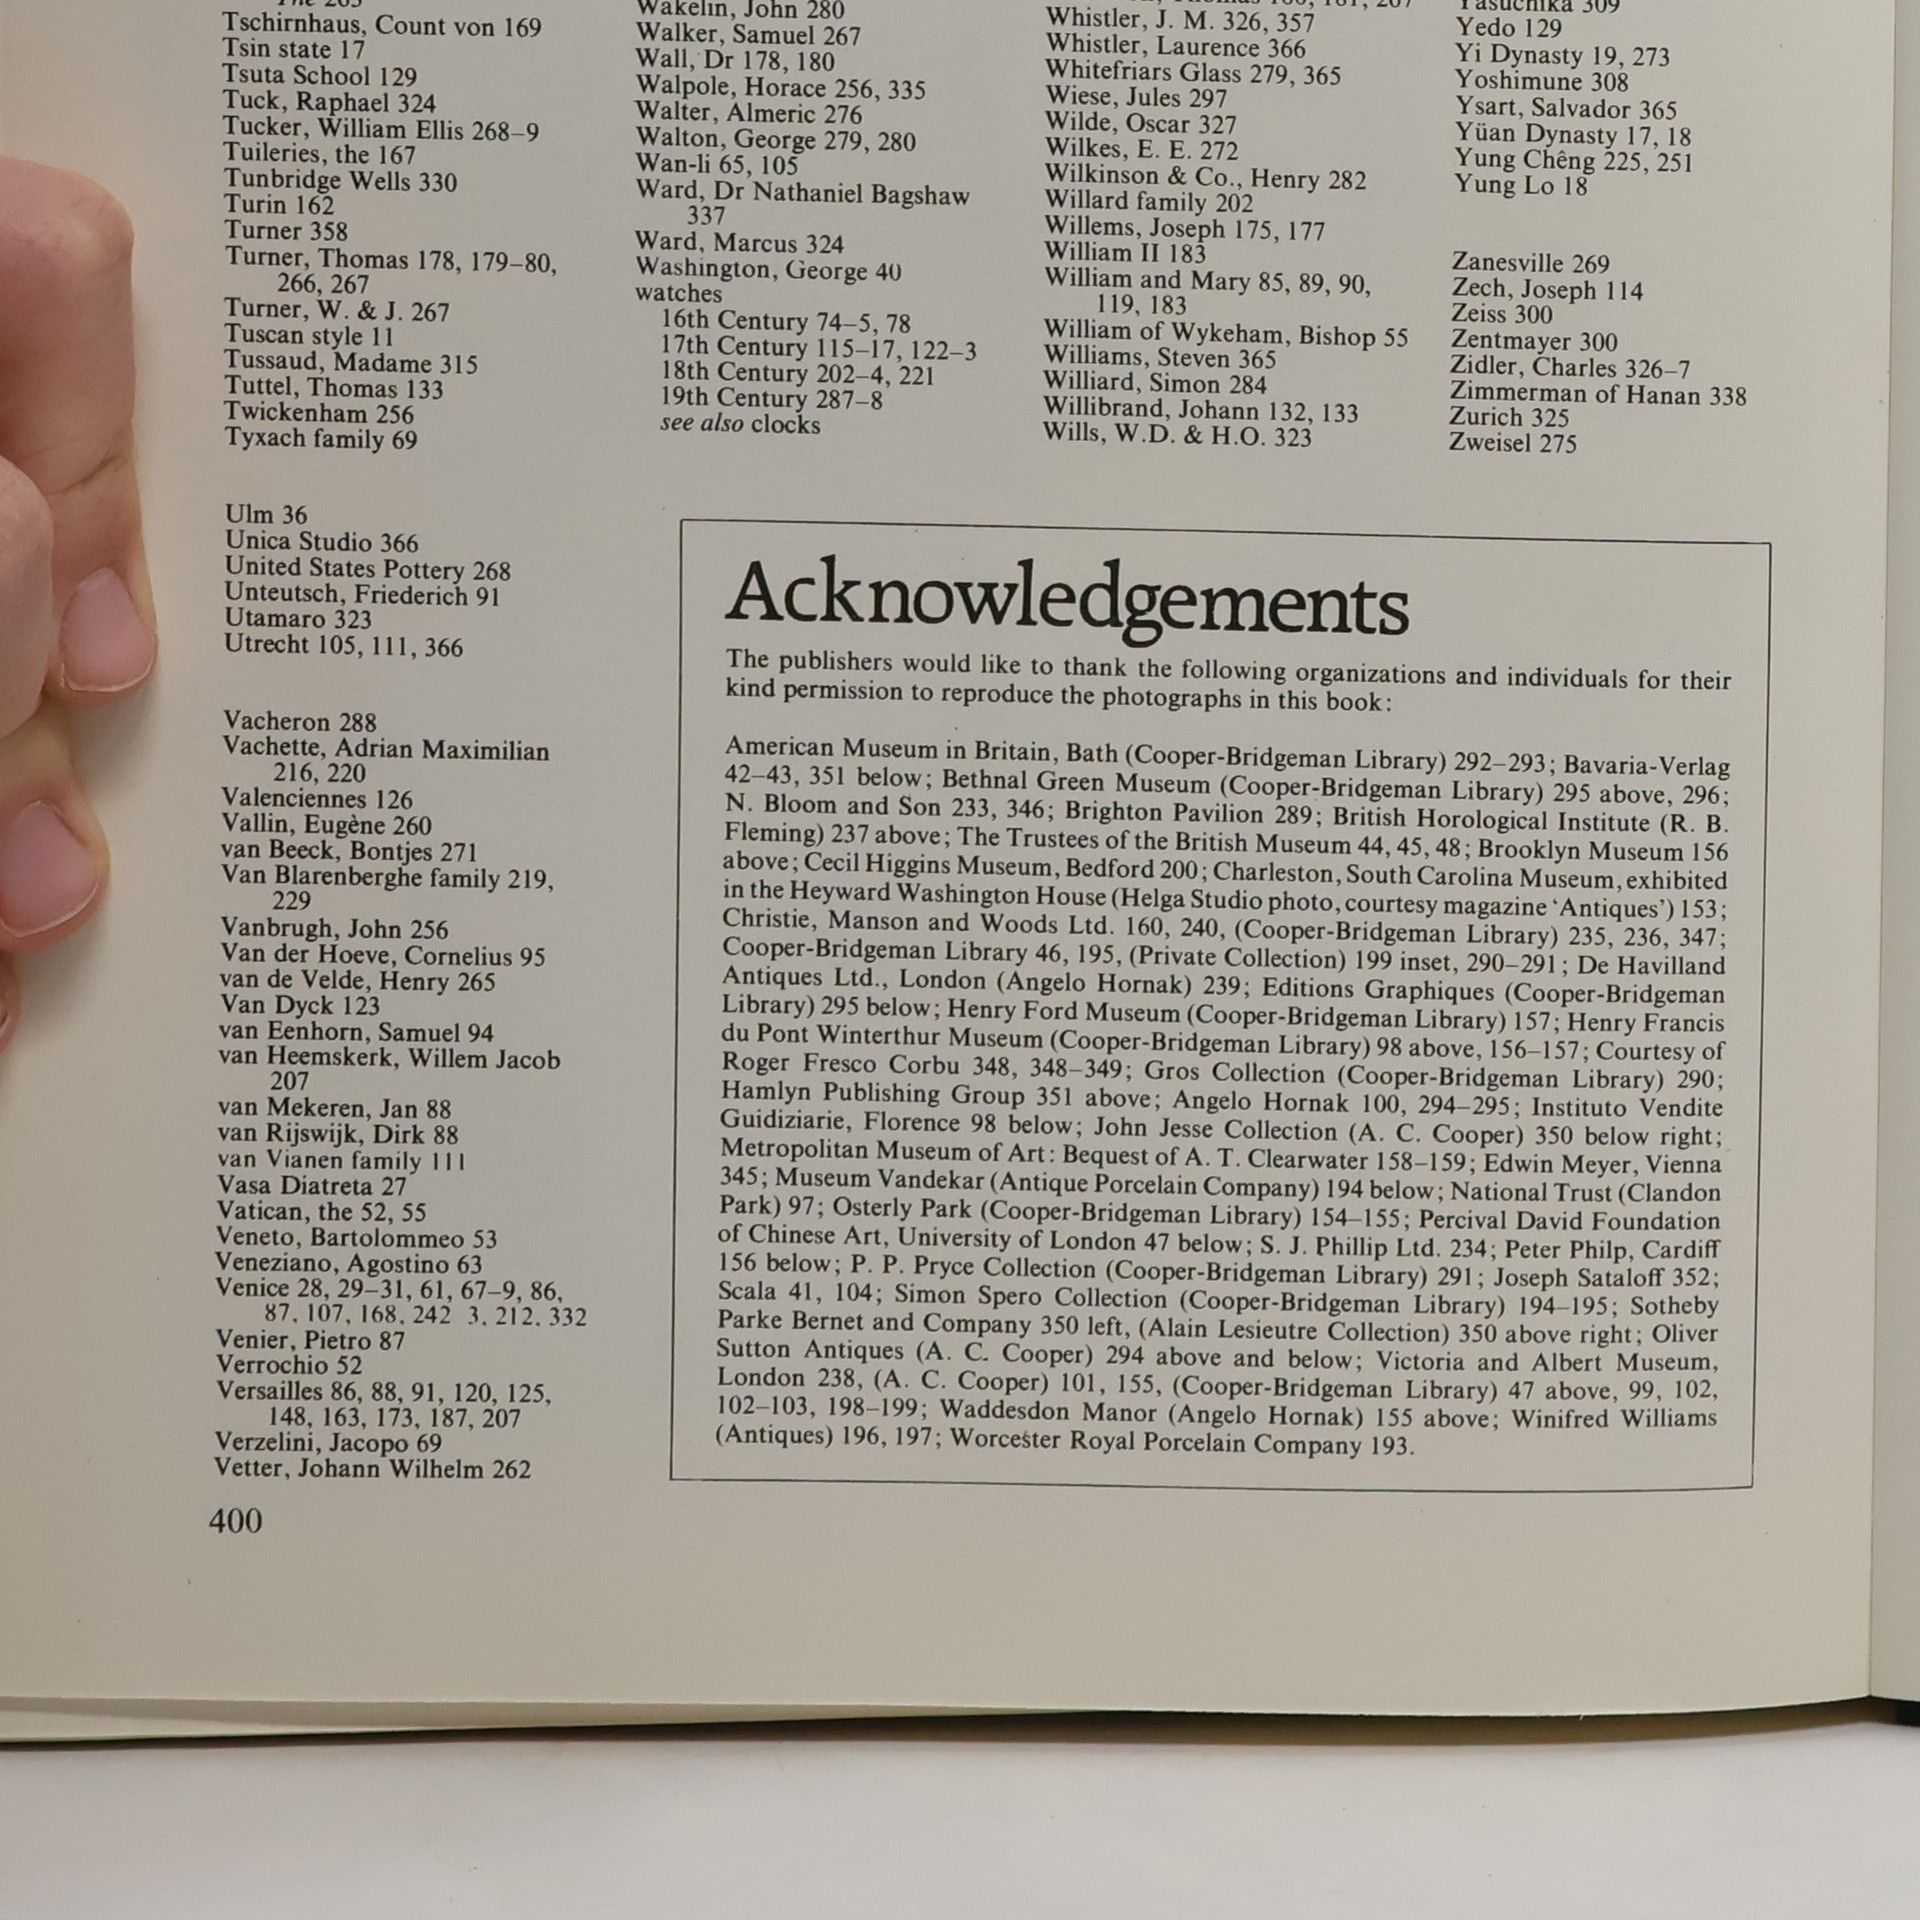 The 265
Tschirnhaus, Count von 169
Tsin state 17
Tsuta School 129
Tuck, Raphael 324
Tucker, William Ellis 268–9
Tuileries, the 167
Tunbridge Wells 330
Turin 162
Turner 358
Turner, Thomas 178, 179–80,
266, 267
Turner, W. & J. 267
Tuscan style 11
Tussaud, Madame 315
Tuttel, Thomas 133
Twickenham 256
Tyxach family 69
Ulm 36
Unica Studio 366
United States Pottery 268
Unteutsch, Friederich 91
Utamaro 323
Utrecht 105, 111, 366
Vacheron 288
Vachette, Adrian Maximilian
216, 220
Valenciennes 126
Vallin, Eugène 260
van Beeck, Bontjes 271
Van Blarenberghe family 219,
229
Vanbrugh, John 256
Van der Hoeve, Cornelius 95
van de Velde, Henry 265
Van Dyck 123
van Eenhorn, Samuel 94
van Heemskerk, Willem Jacob
207
van Mekeren, Jan 88
van Rijswijk, Dirk 88
van Vianen family 111
Vasa Diatreta 27
Vatican, the 52, 55
Veneto, Bartolommeo 53
Veneziano, Agostino 63
Venice 28, 29–31, 61, 67–9, 86,
87, 107, 168, 242 3, 212, 332
Venier, Pietro 87
Verrochio 52
Versailles 86, 88, 91, 120, 125,
148, 163, 173, 187, 207
Verzelini, Jacopo 69
Vetter, Johann Wilhelm 262
400
Wakelin, John 280
Walker, Samuel 267
Wall, Dr 178, 180
Walpole, Horace 256, 335
Walter, Almeric 276
Walton, George 279, 280
Wan-li 65, 105
Ward, Dr Nathaniel Bagshaw
337
Ward, Marcus 324
Washington, George 40
watches
16th Century 74–5, 78
17th Century 115–17, 122–3
18th Century 202–4, 221
19th Century 287–8
see also clocks
Whistler, J. M. 326, 357
Whistler, Laurence 366
Whitefriars Glass 279, 365
Wiese, Jules 297
Wilde, Oscar 327
Wilkes, E. E. 272
Wilkinson & Co., Henry 282
Willard family 202
Willems, Joseph 175, 177
William II 183
William and Mary 85, 89, 90,
119, 183
William of Wykeham, Bishop 55
Williams, Steven 365
Williard, Simon 284
Willibrand, Johann 132, 133
Wills, W.D. & H.O. 323
Yasuchika 309
Yedo 129
Yi Dynasty 19, 273
Yoshimune 308
Ysart, Salvador 365
Yüan Dynasty 17, 18
Yung Chêng 225, 251
Yung Lo 18
Zanesville 269
Zech, Joseph 114
Zeiss 300
Zentmayer 300
Zidler, Charles 326–7
Zimmerman of Hanan 338
Zurich 325
Zweisel 275
Acknowledgements
The publishers would like to thank the following organizations and individuals for their
kind permission to reproduce the photographs in this book:
American Museum in Britain, Bath (Cooper-Bridgeman Library) 292–293; Bavaria-Verlag
42–43, 351 below; Bethnal Green Museum (Cooper-Bridgeman Library) 295 above, 296;
N. Bloom and Son 233, 346; Brighton Pavilion 289; British Horological Institute (R. B.
Fleming) 237 above; The Trustees of the British Museum 44, 45, 48; Brooklyn Museum 156
above; Cecil Higgins Museum, Bedford 200; Charleston, South Carolina Museum, exhibited
in the Heyward Washington House (Helga Studio photo, courtesy magazine ‘Antiques’) 153;
Christie, Manson and Woods Ltd. 160, 240, (Cooper-Bridgeman Library) 235, 236, 347;
Cooper-Bridgeman Library 46, 195, (Private Collection) 199 inset, 290–291; De Havilland
Antiques Ltd., London (Angelo Hornak) 239; Editions Graphiques (Cooper-Bridgeman
Library) 295 below; Henry Ford Museum (Cooper-Bridgeman Library) 157; Henry Francis
du Pont Winterthur Museum (Cooper-Bridgeman Library) 98 above, 156–157; Courtesy of
Roger Fresco Corbu 348, 348–349; Gros Collection (Cooper-Bridgeman Library) 290;
Hamlyn Publishing Group 351 above; Angelo Hornak 100, 294–295; Instituto Vendite
Guidiziarie, Florence 98 below; John Jesse Collection (A. C. Cooper) 350 below right;
Metropolitan Museum of Art: Bequest of A. T. Clearwater 158–159; Edwin Meyer, Vienna
345; Museum Vandekar (Antique Porcelain Company) 194 below; National Trust (Clandon
Park) 97; Osterly Park (Cooper-Bridgeman Library) 154–155; Percival David Foundation
of Chinese Art, University of London 47 below; S. J. Phillip Ltd. 234; Peter Philp, Cardiff
156 below; P. P. Pryce Collection (Cooper-Bridgeman Library) 291; Joseph Sataloff 352;
Scala 41, 104; Simon Spero Collection (Cooper-Bridgeman Library) 194–195; Sotheby
Parke Bernet and Company 350 left, (Alain Lesieutre Collection) 350 above right; Oliver
Sutton Antiques (A. C. Cooper) 294 above and below; Victoria and Albert Museum,
London 238, (A. C. Cooper) 101, 155, (Cooper-Bridgeman Library) 47 above, 99, 102,
102–103, 198–199; Waddesdon Manor (Angelo Hornak) 155 above; Winifred Williams
(Antiques) 196, 197; Worcester Royal Porcelain Company 193.